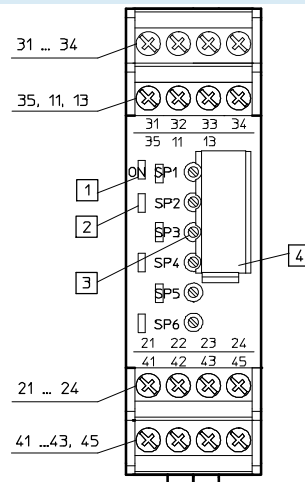 31 ... 34
35, 11, 13
31 32 33 34
35 11 13
ON SP1
1
SP2
2
SP3
4
SP4
3
SP5
SP6
21 22 23 24
41 42 43 45
21 ... 24
41 ...43, 45